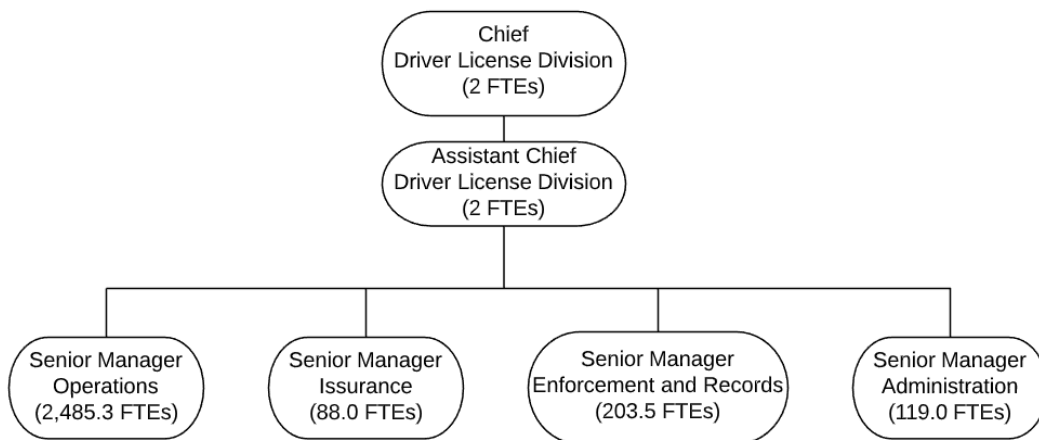 Chief
Driver License Division
(2 FTEs)
Assistant Chief
Driver License Division
(2 FTEs)
Senior Manager
Operations
(2,485.3 FTEs)
Senior Manager
Issurance
(88.0 FTEs)
Senior Manager
Enforcement and Records
(203.5 FTEs)
Senior Manager
Administration
(119.0 FTEs)